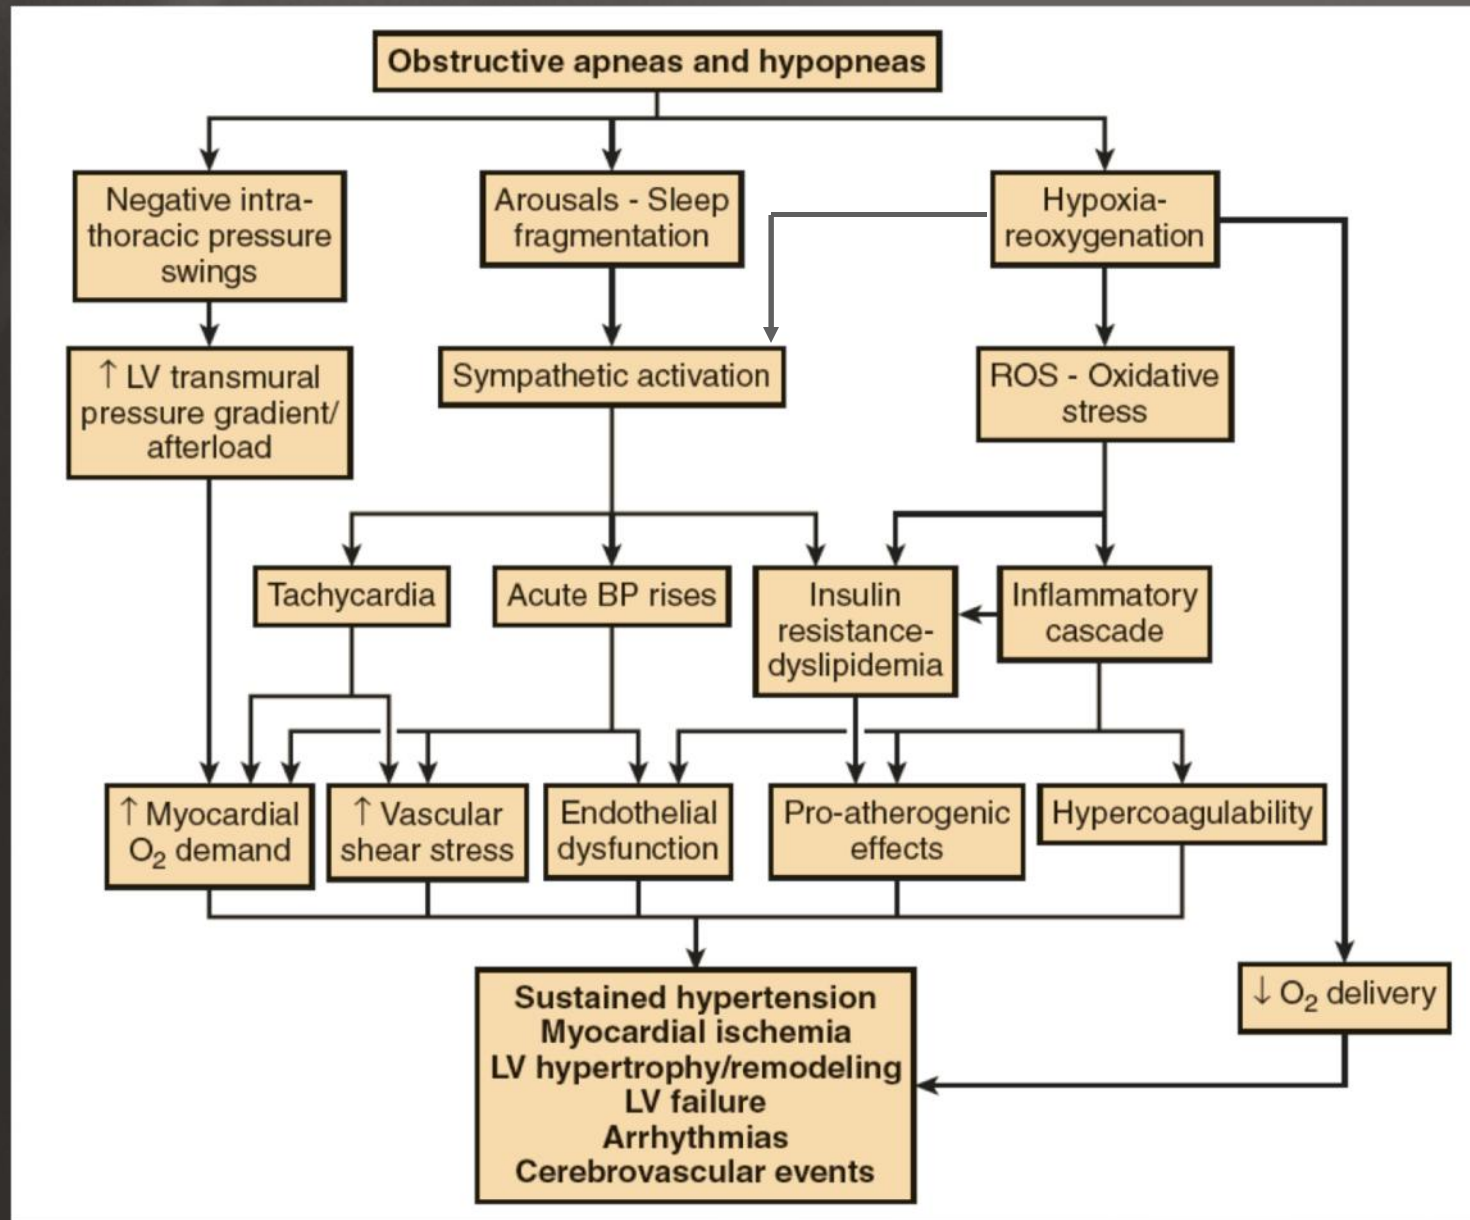 Obstructive apneas and hypopneas
Negative intra-
thoracic pressure
swings
Arousals - Sleep
fragmentation
Hypoxia-
reoxygenation
↑ LV transmural
pressure gradient/
afterload
Sympathetic activation
ROS - Oxidative
stress
Tachycardia
Acute BP rises
Insulin
resistance-
dyslipidemia
Inflammatory
cascade
↑ Myocardial
O₂ demand
↑ Vascular
shear stress
Endothelial
dysfunction
Pro-atherogenic
effects
Hypercoagulability
↓ O₂ delivery
Sustained hypertension
Myocardial ischemia
LV hypertrophy/remodeling
LV failure
Arrhythmias
Cerebrovascular events